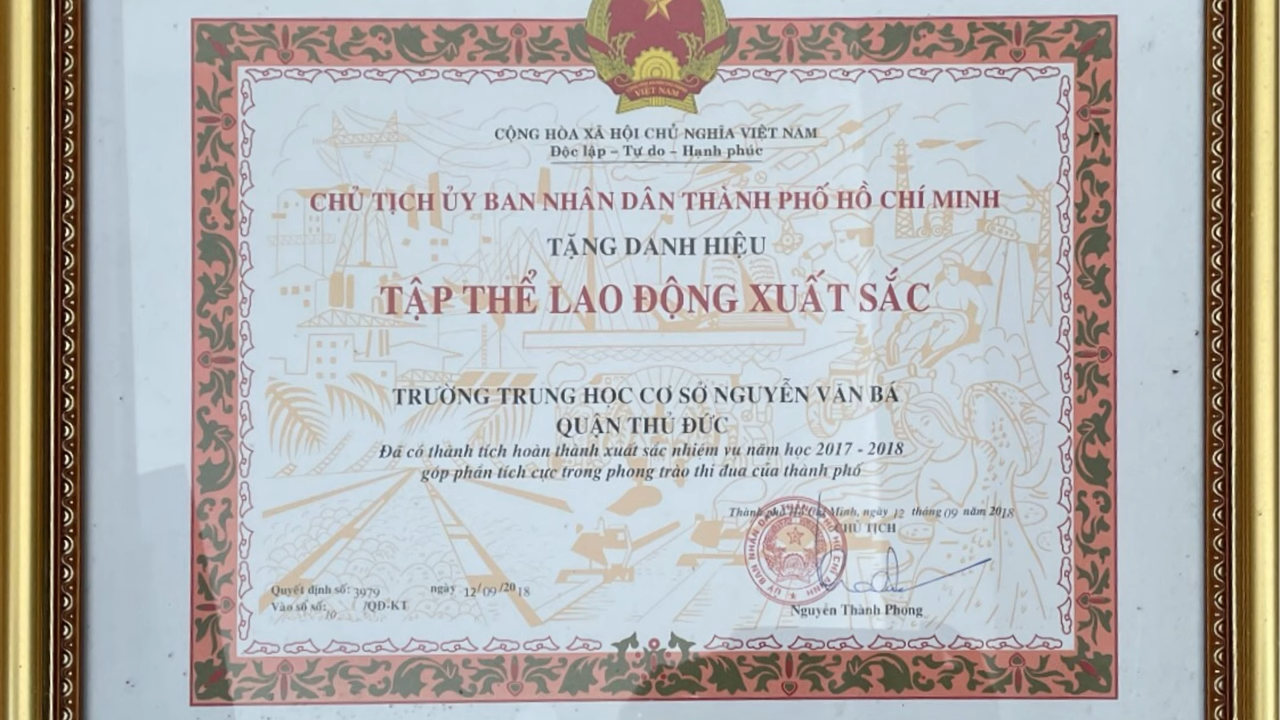 VIỆT NAM
CỘNG HÒA XÃ HỘI CHỦ NGHĨA VIỆT NAM
Độc lập – Tự do – Hạnh phúc
CHỦ TỊCH ỦY BAN NHÂN DÂN THÀNH PHỐ HỒ CHÍ MINH
TẶNG DANH HIỆU
TẬP THỂ LAO ĐỘNG XUẤT SẮC
TRƯỜNG TRUNG HỌC CƠ SỞ NGUYỄN VĂN BÁ
QUẬN THỦ ĐỨC
Đã có thành tích hoàn thành xuất sắc nhiệm vụ năm học 2017 - 2018
góp phần tích cực trong phong trào thi đua của thành phố
Thành phố Hồ Chí Minh, ngày 12 tháng 09 năm 2018
CHỦ TỊCH
Quyết định số: 3979 /QĐ-KT ngày 12/09/2018
Vào sổ số: 19
Nguyễn Thành Phong